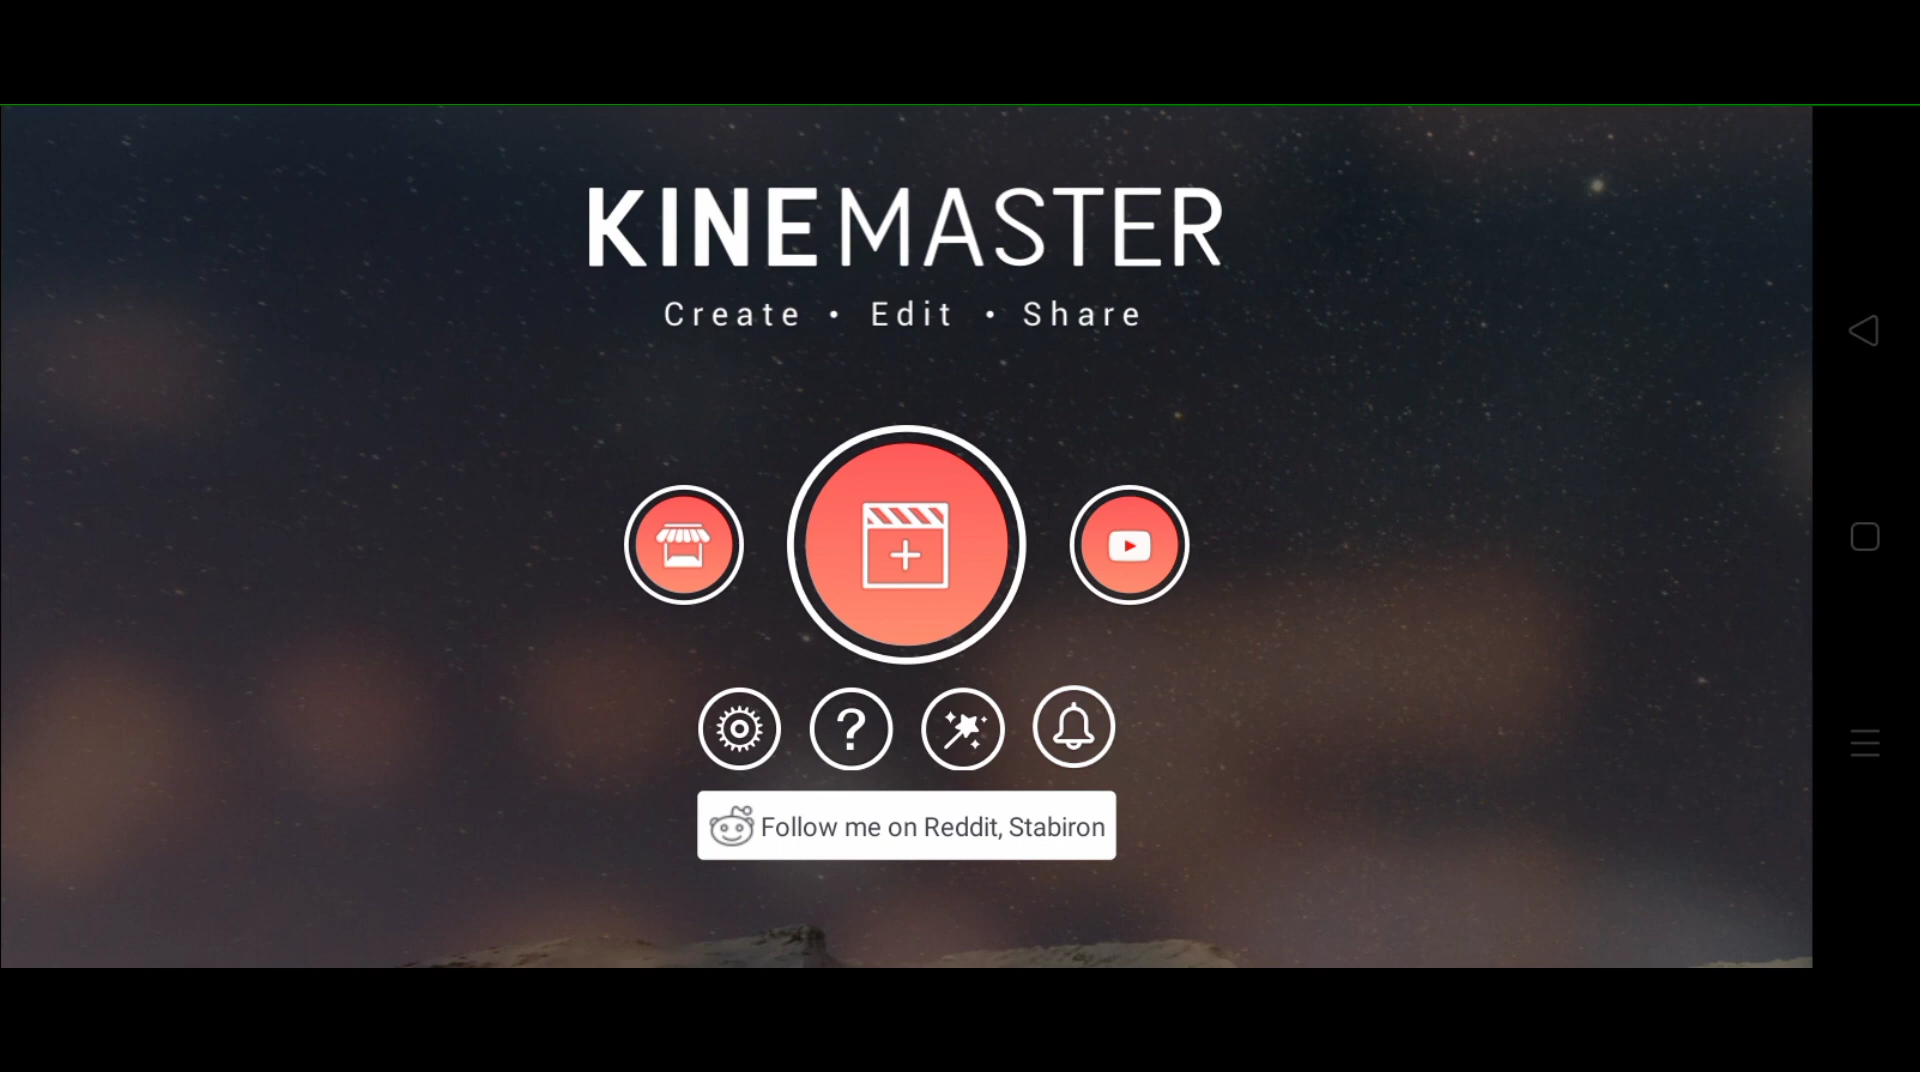 KINEMASTER
Create • Edit • Share
?
Follow me on Reddit, Stabiron